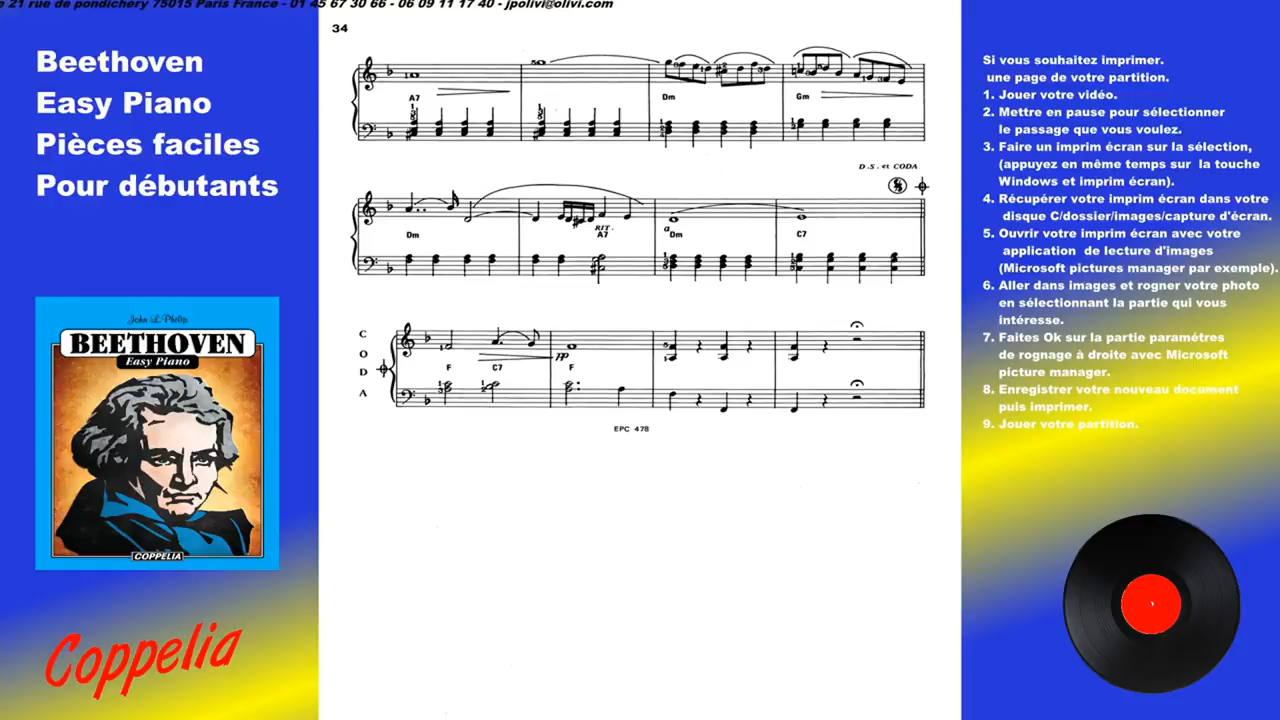 e 21 rue de pondichery 75015 Paris France - 01 45 67 30 66 - 06 09 11 17 40 - jpolivi@olivi.com
Beethoven
Easy Piano
Pièces faciles
Pour débutants
John L. Philip
BEETHOVEN
Easy Piano
COPPELIA
Coppelia
34
A7
Dm
Gm
D.S. et CODA
Dm
RIT.
A7
Dm
C7
CODA
pp
F
C7
F
EPC 478
Si vous souhaitez imprimer.
une page de votre partition.
1. Jouer votre vidéo.
2. Mettre en pause pour sélectionner
le passage que vous voulez.
3. Faire un imprim écran sur la sélection,
(appuyez en même temps sur la touche
Windows et imprim écran).
4. Récupérer votre imprim écran dans votre
disque C/dossier/images/capture d'écran.
5. Ouvrir votre imprim écran avec votre
application de lecture d'images
(Microsoft pictures manager par exemple).
6. Aller dans images et rogner votre photo
en sélectionnant la partie qui vous
intéresse.
7. Faites Ok sur la partie paramétres
de rognage à droite avec Microsoft
picture manager.
8. Enregistrer votre nouveau document
puis imprimer.
9. Jouer votre partition.